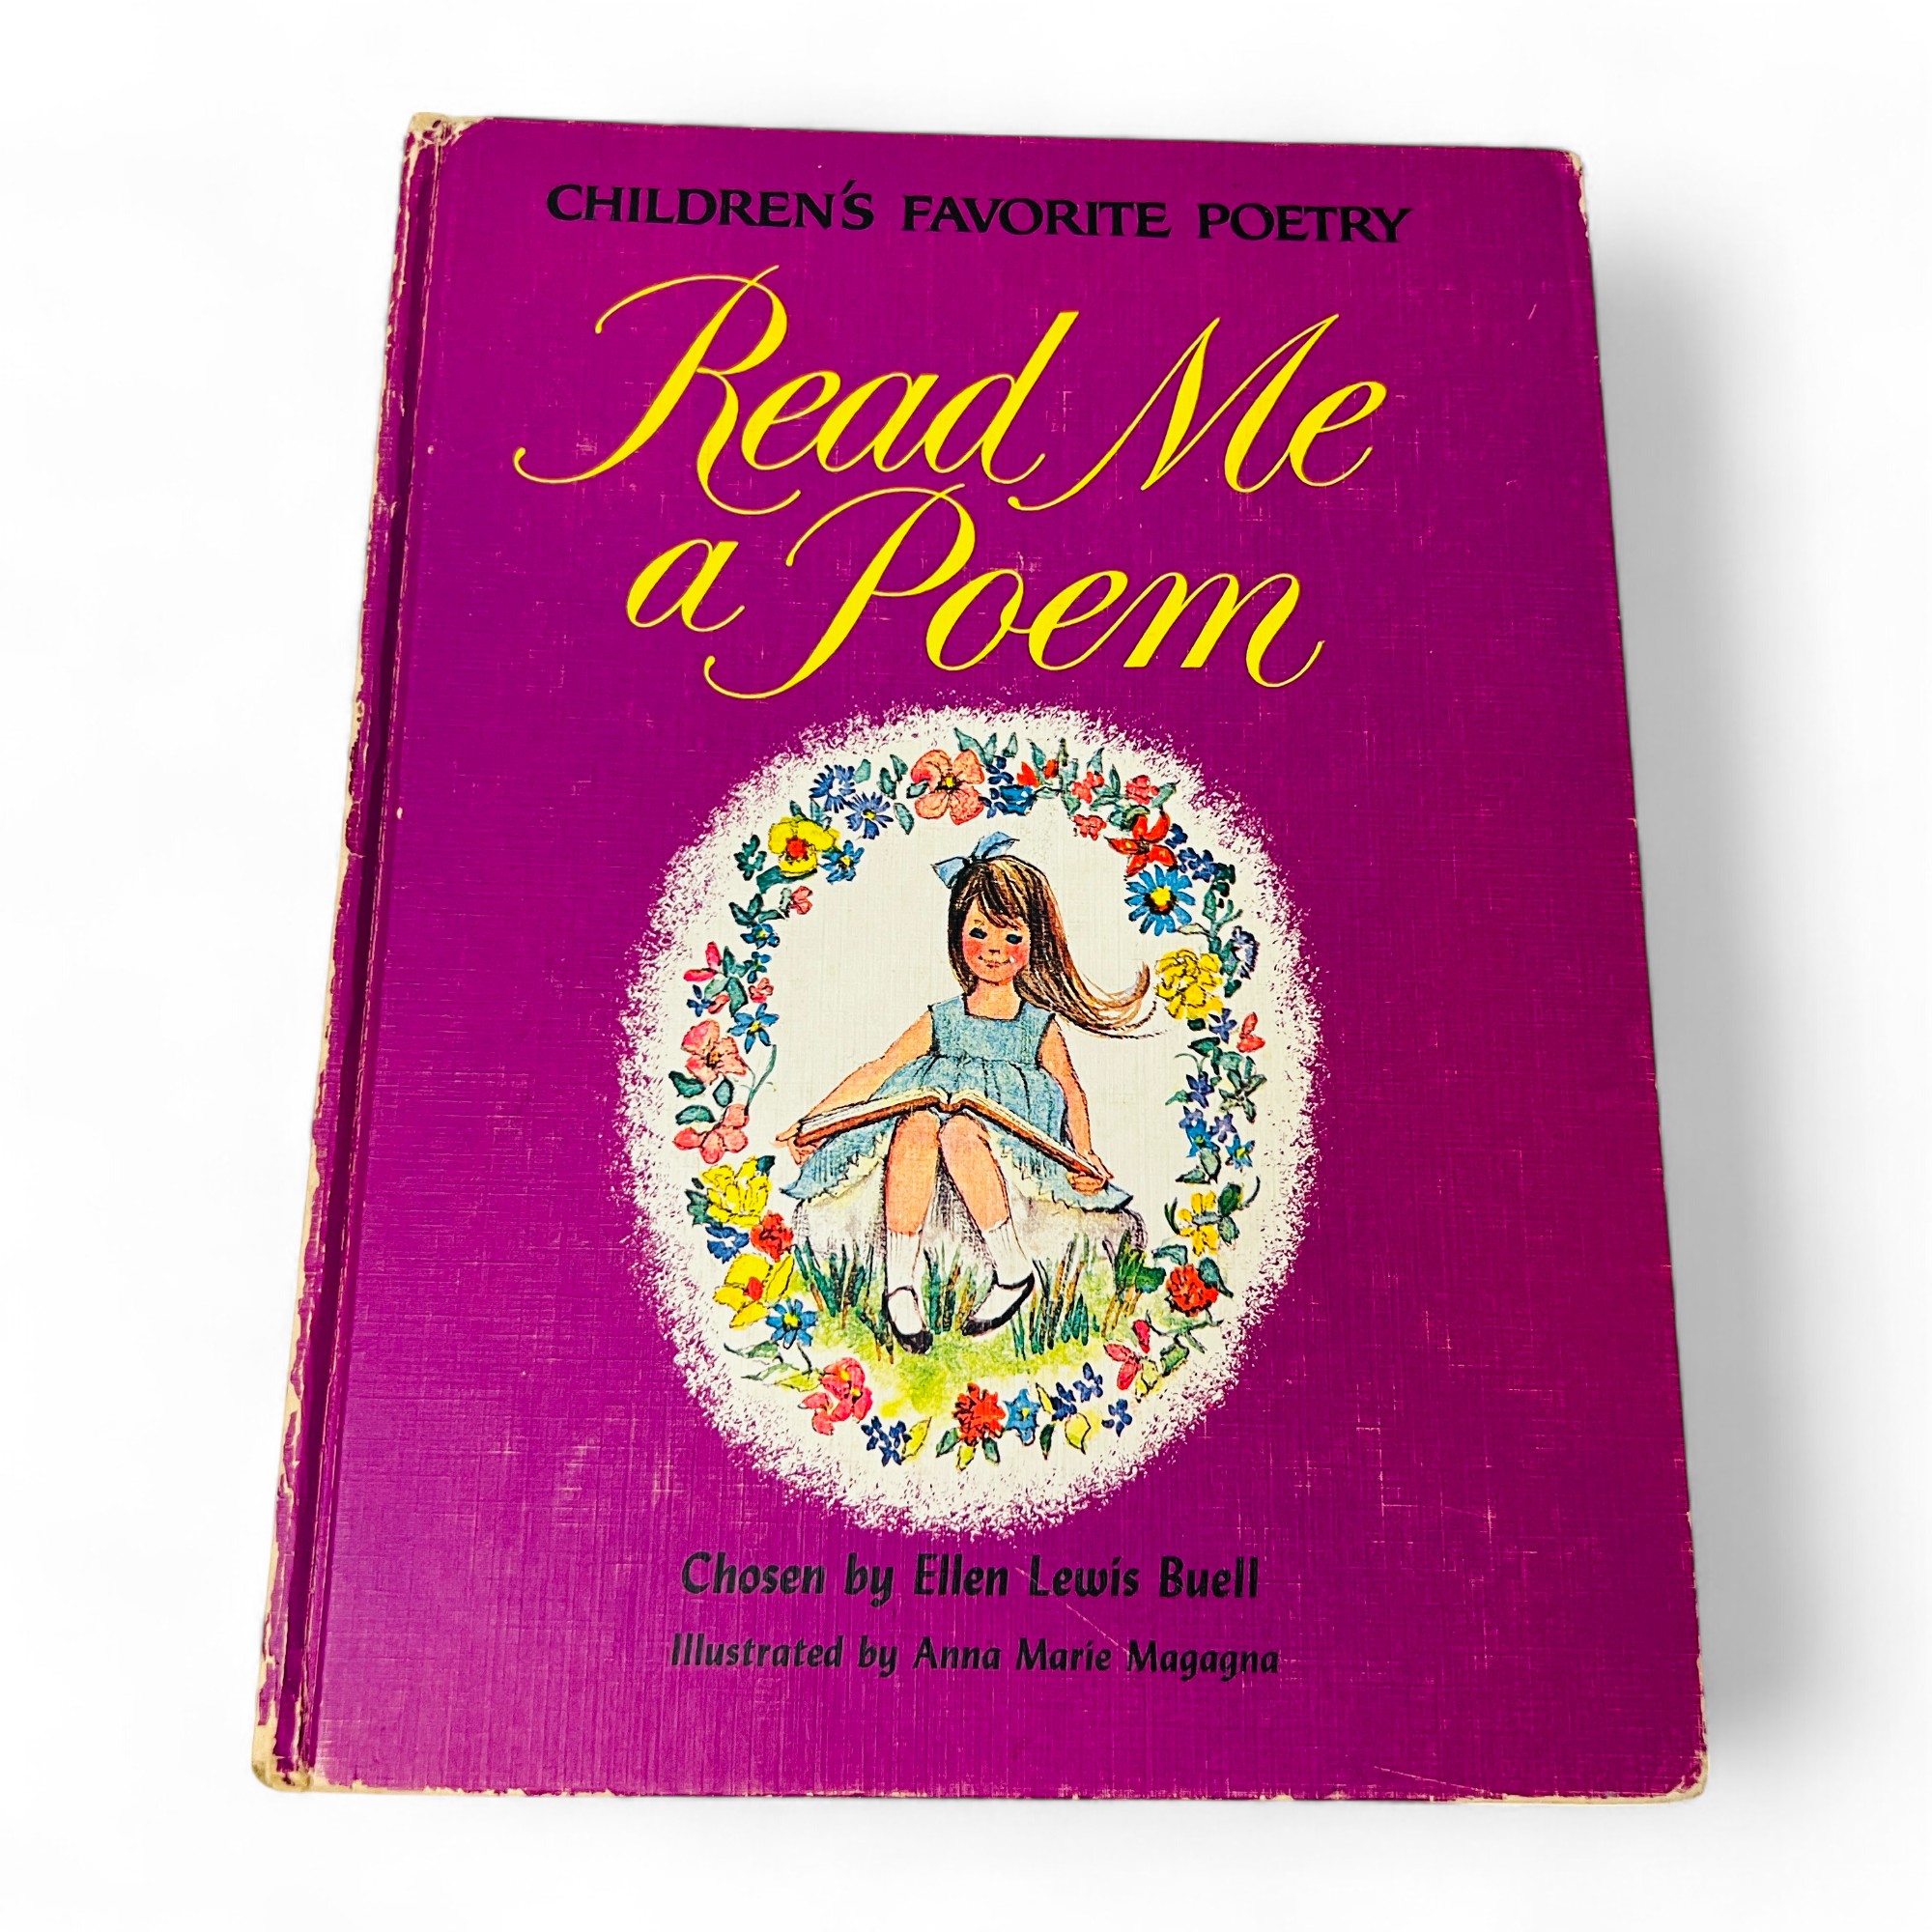 CHILDREN'S FAVORITE POETRY
Read Me
a Poem
Chosen by Ellen Lewis Buell
Illustrated by Anna Marie Magagna